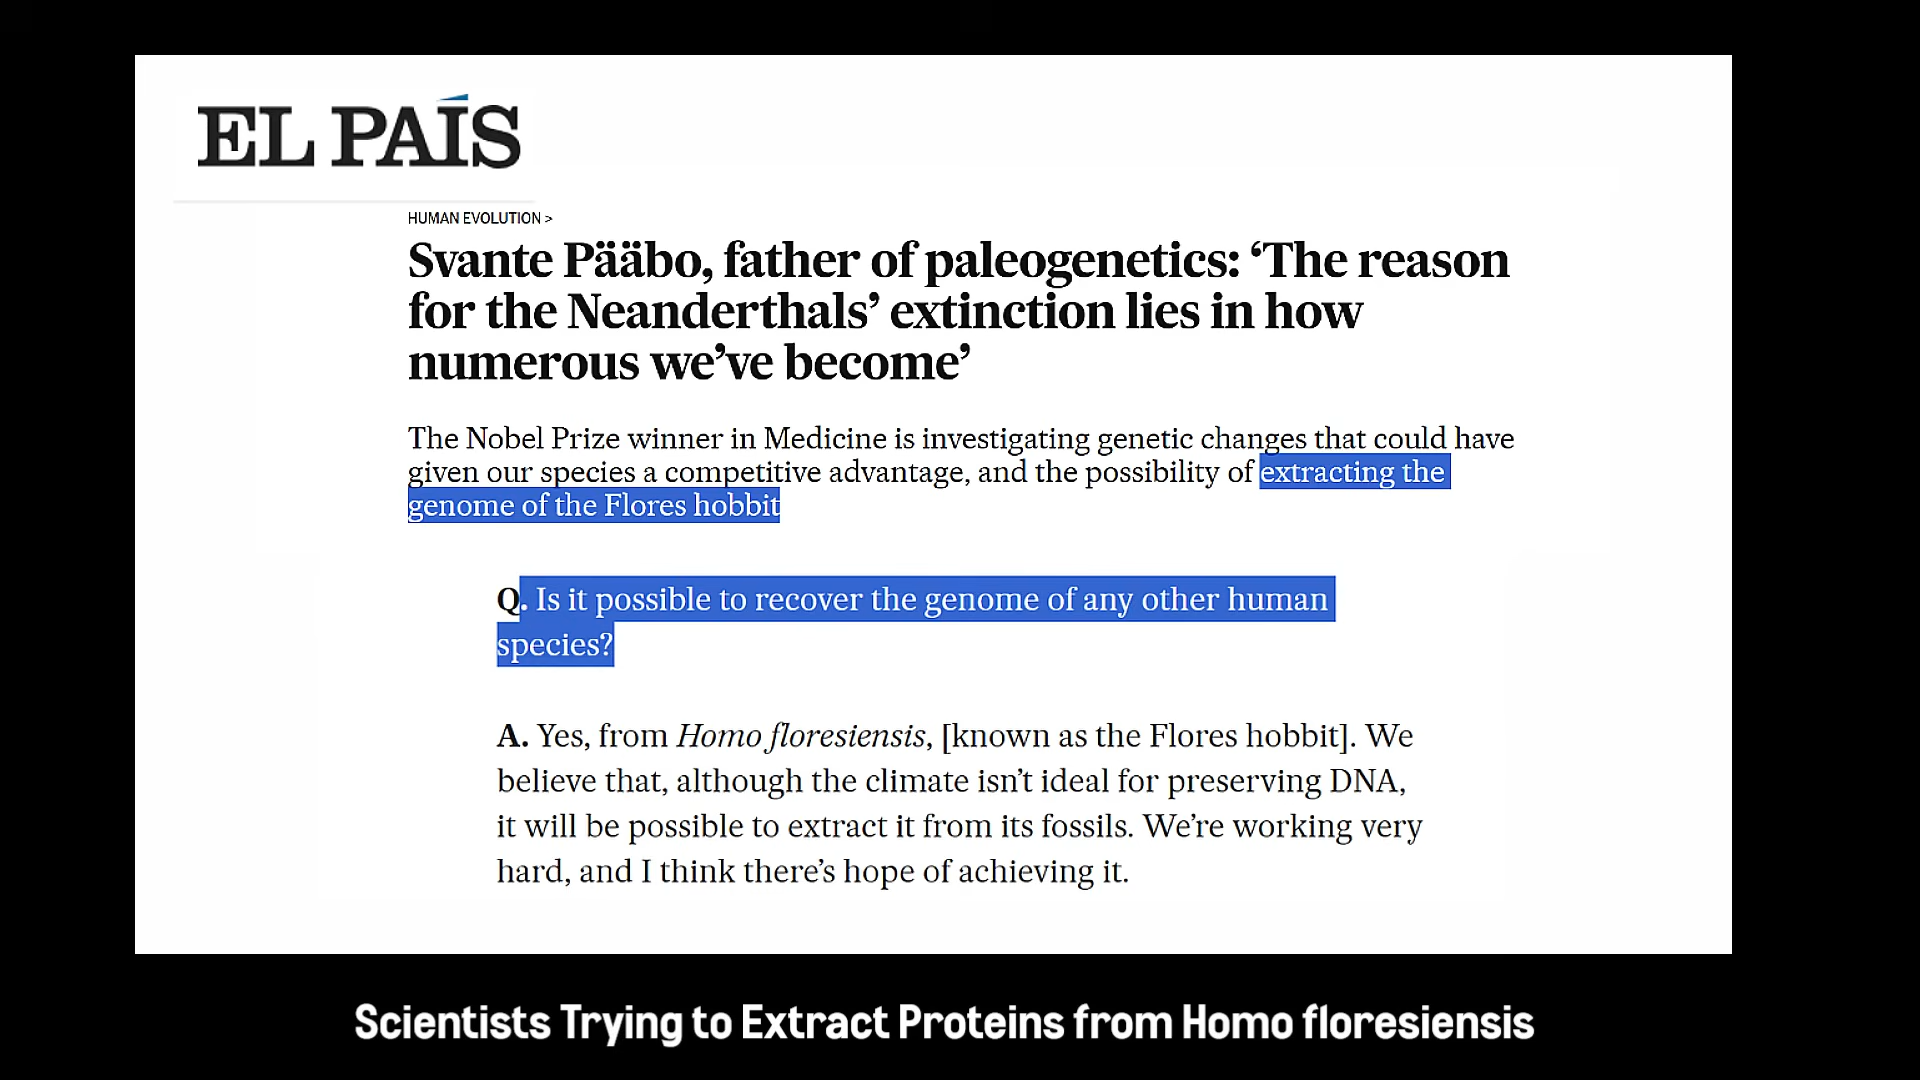 EL PAÍS
HUMAN EVOLUTION >
Svante Pääbo, father of paleogenetics: ‘The reason
for the Neanderthals’ extinction lies in how
numerous we’ve become’
The Nobel Prize winner in Medicine is investigating genetic changes that could have
given our species a competitive advantage, and the possibility of extracting the
genome of the Flores hobbit
Q. Is it possible to recover the genome of any other human
species?
A. Yes, from Homo floresiensis, [known as the Flores hobbit]. We
believe that, although the climate isn’t ideal for preserving DNA,
it will be possible to extract it from its fossils. We’re working very
hard, and I think there’s hope of achieving it.
Scientists Trying to Extract Proteins from Homo floresiensis